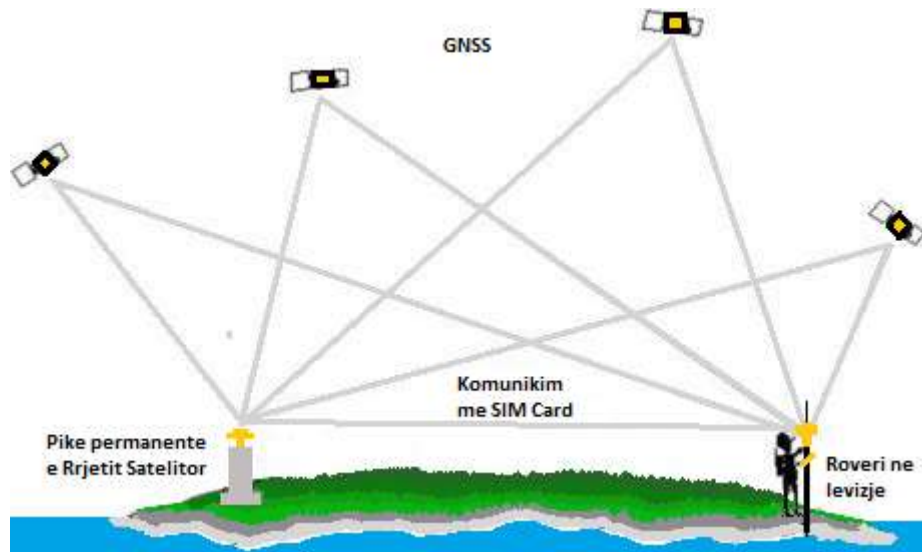 GNSS
Komunikim
me SIM Card
Pike permanente
e Rrjetit Satelitor
Roveri ne
levizje